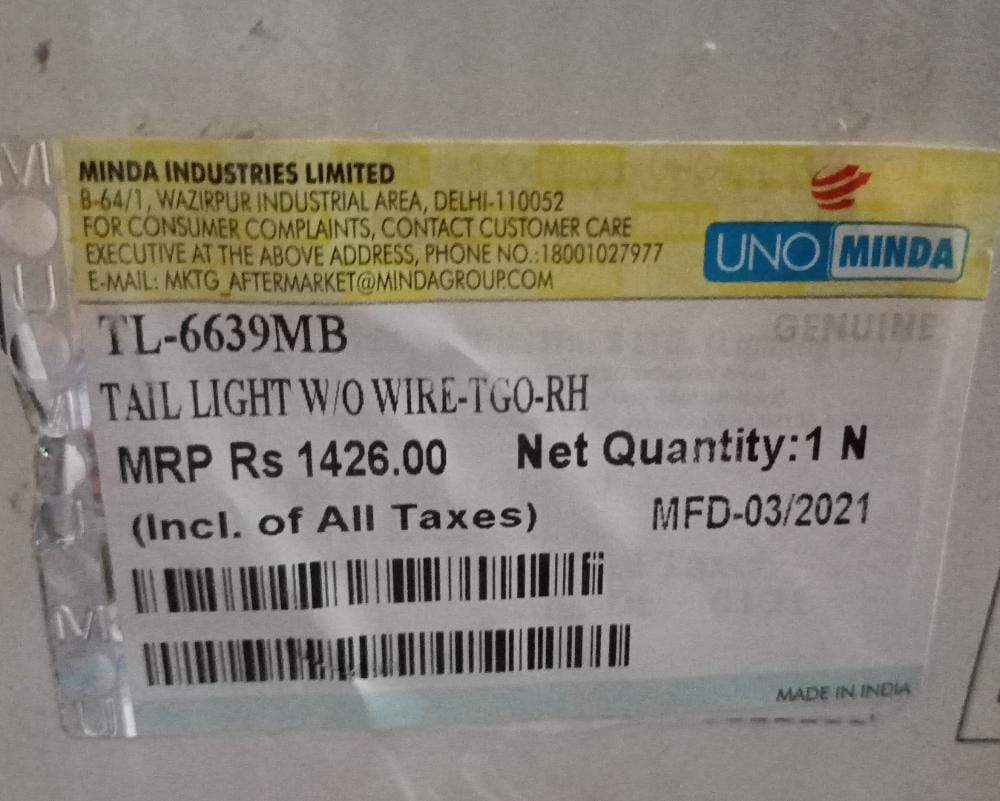 MINDA INDUSTRIES LIMITED
B-64/1, WAZIRPUR INDUSTRIAL AREA, DELHI-110052
FOR CONSUMER COMPLAINTS, CONTACT CUSTOMER CARE
EXECUTIVE AT THE ABOVE ADDRESS, PHONE NO.:18001027977
E-MAIL: MKTG_AFTERMARKET@MINDAGROUP.COM
UNO MINDA
GENUINE
TL-6639MB
TAIL LIGHT W/O WIRE-TGO-RH
MRP Rs 1426.00 Net Quantity:1 N
(Incl. of All Taxes) MFD-03/2021
MADE IN INDIA